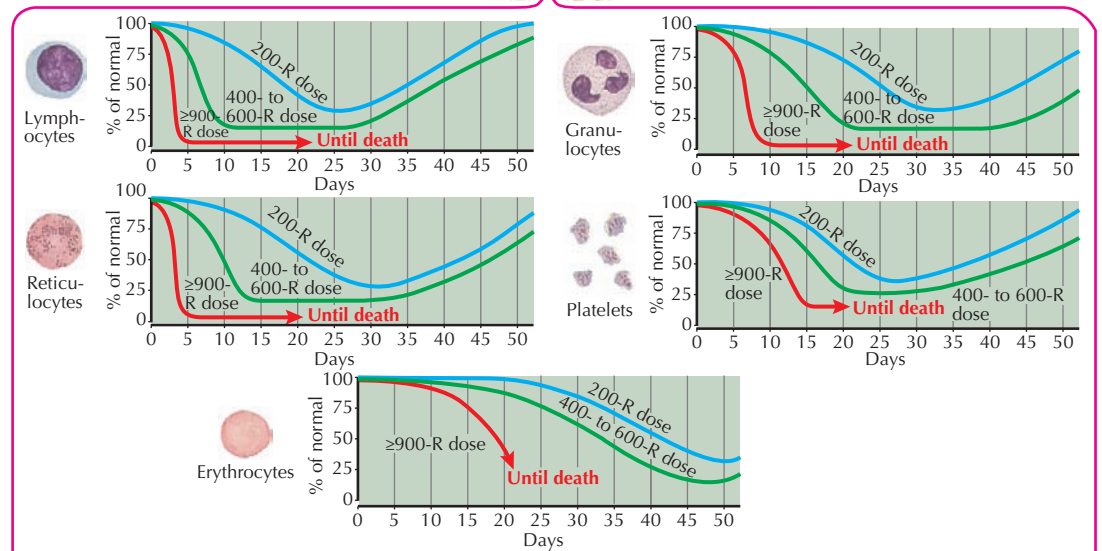 100
75
50
25
0
% of normal
Lymph-
ocytes
200-R dose
400- to
600-R dose
≥900-
R dose
Until death
0 5 10 15 20 25 30 35 40 45 50
Days
100
75
50
25
0
% of normal
Granu-
locytes
200-R dose
400- to
600-R dose
≥900-R
dose
Until death
0 5 10 15 20 25 30 35 40 45 50
Days
100
75
50
25
0
% of normal
Reticu-
locytes
200-R dose
400- to
600-R dose
≥900-
R dose
Until death
0 5 10 15 20 25 30 35 40 45 50
Days
100
75
50
25
0
% of normal
Platelets
200-R dose
≥900-R
dose
Until death
400- to 600-R
dose
0 5 10 15 20 25 30 35 40 45 50
Days
100
75
50
25
0
% of normal
Erythrocytes
200-R dose
400- to 600-R dose
≥900-R dose
Until death
0 5 10 15 20 25 30 35 40 45 50
Days